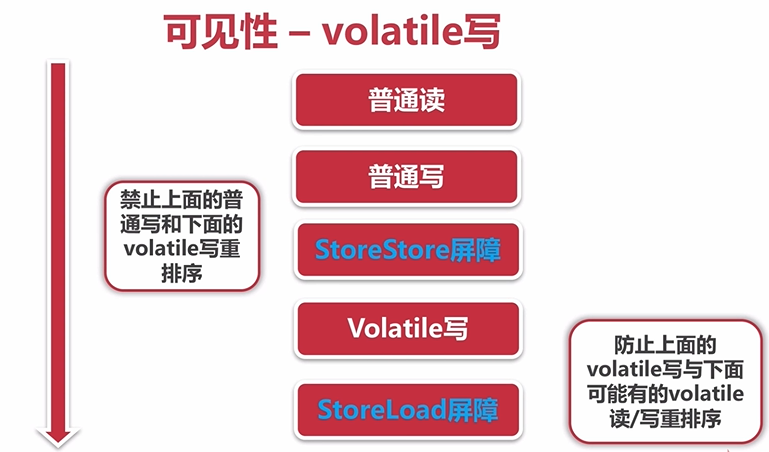 可见性 – volatile写
普通读
普通写
禁止上面的普
通写和下面的
volatile写重
排序
StoreStore屏障
Volatile写
防止上面的
volatile写与下面
可能有的volatile
读/写重排序
StoreLoad屏障